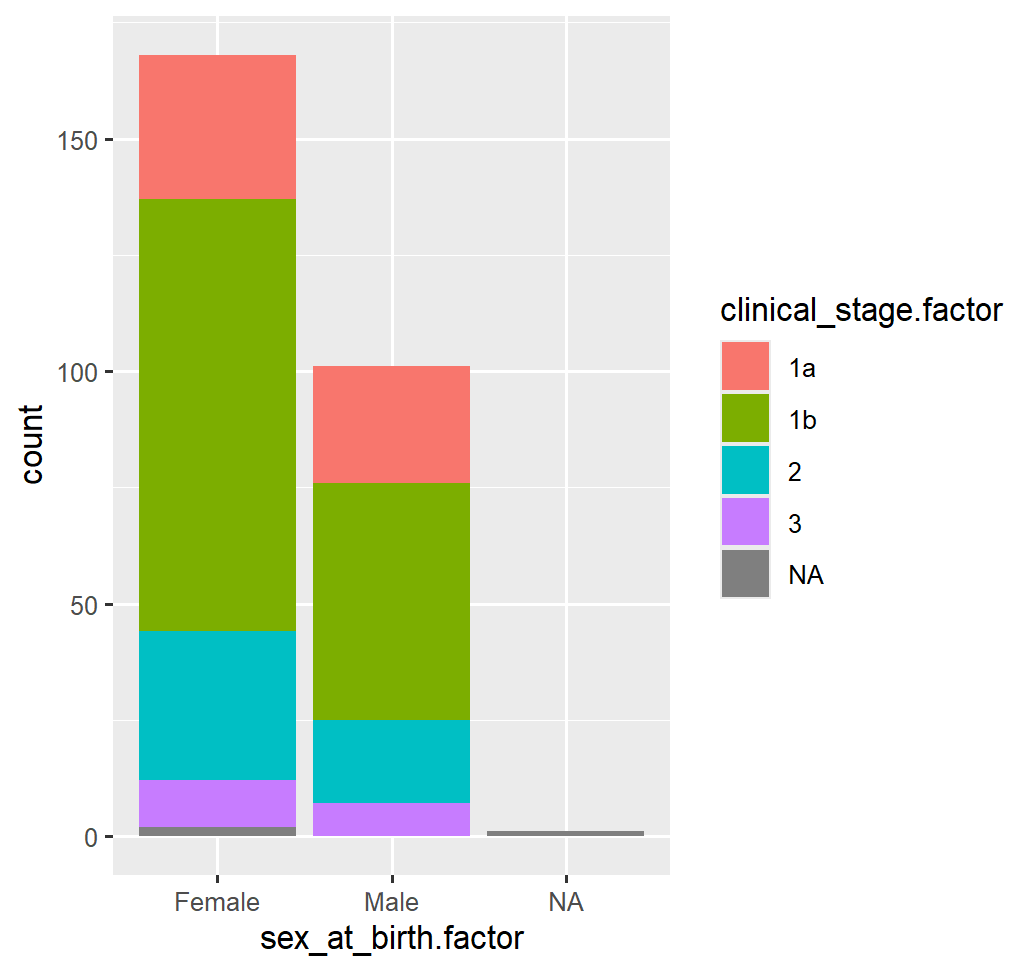 count
150
100
50
0
Female Male NA
sex_at_birth.factor
clinical_stage.factor
1a
1b
2
3
NA